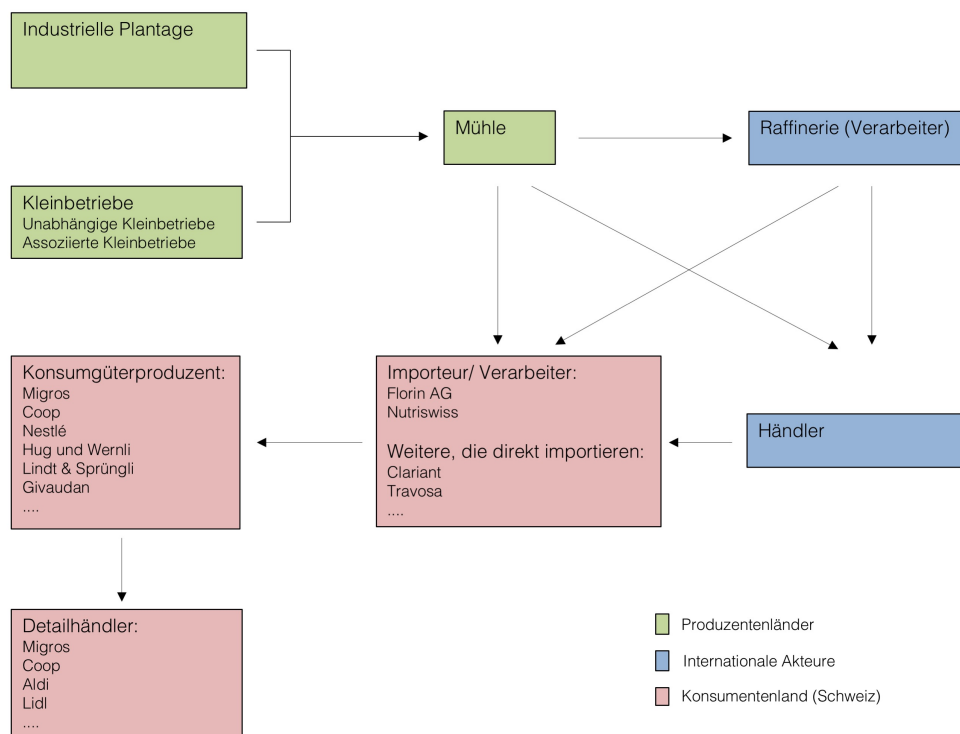 Industrielle Plantage
Mühle
Raffinerie (Verarbeiter)
Kleinbetriebe
Unabhängige Kleinbetriebe
Assoziierte Kleinbetriebe
Konsumgüterproduzent:
Migros
Coop
Nestlé
Hug und Wernli
Lindt & Sprüngli
Givaudan
....
Importeur/ Verarbeiter:
Florin AG
Nutriswiss
Weitere, die direkt importieren:
Clariant
Travosa
....
Händler
Detailhändler:
Migros
Coop
Aldi
Lidl
....
Produzentenländer
Internationale Akteure
Konsumentenland (Schweiz)